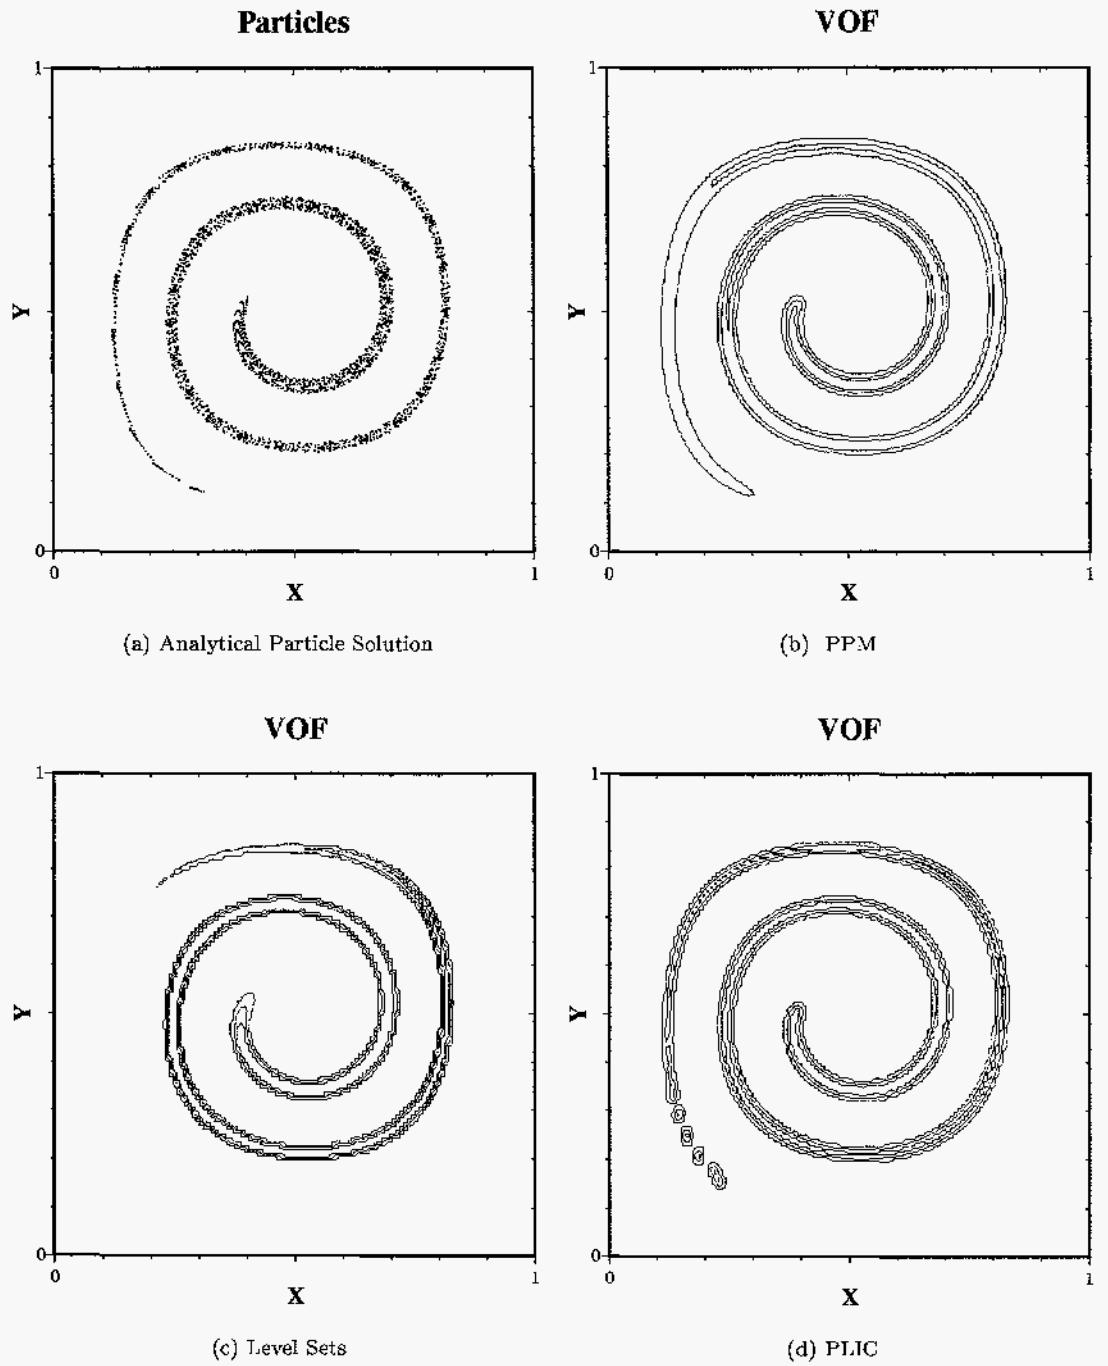 Particles
VOF
1
1
Y
Y
0
0
0
1
0
1
X
X
(a) Analytical Particle Solution
(b) PPM
VOF
VOF
1
1
Y
Y
0
0
0
1
0
1
X
X
(c) Level Sets
(d) PLIC